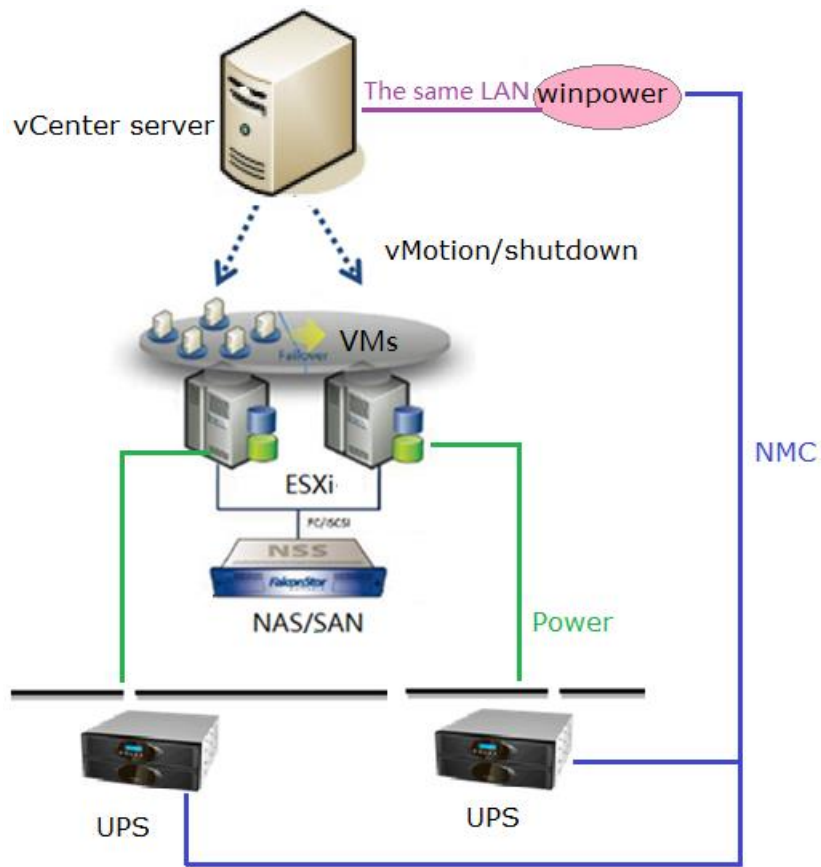 The same LAN
winpower
vCenter server
vMotion/shutdown
VMs
Failover
NMC
ESXi
FC/iSCSI
NSS
FalconStor
NAS/SAN
Power
UPS
UPS